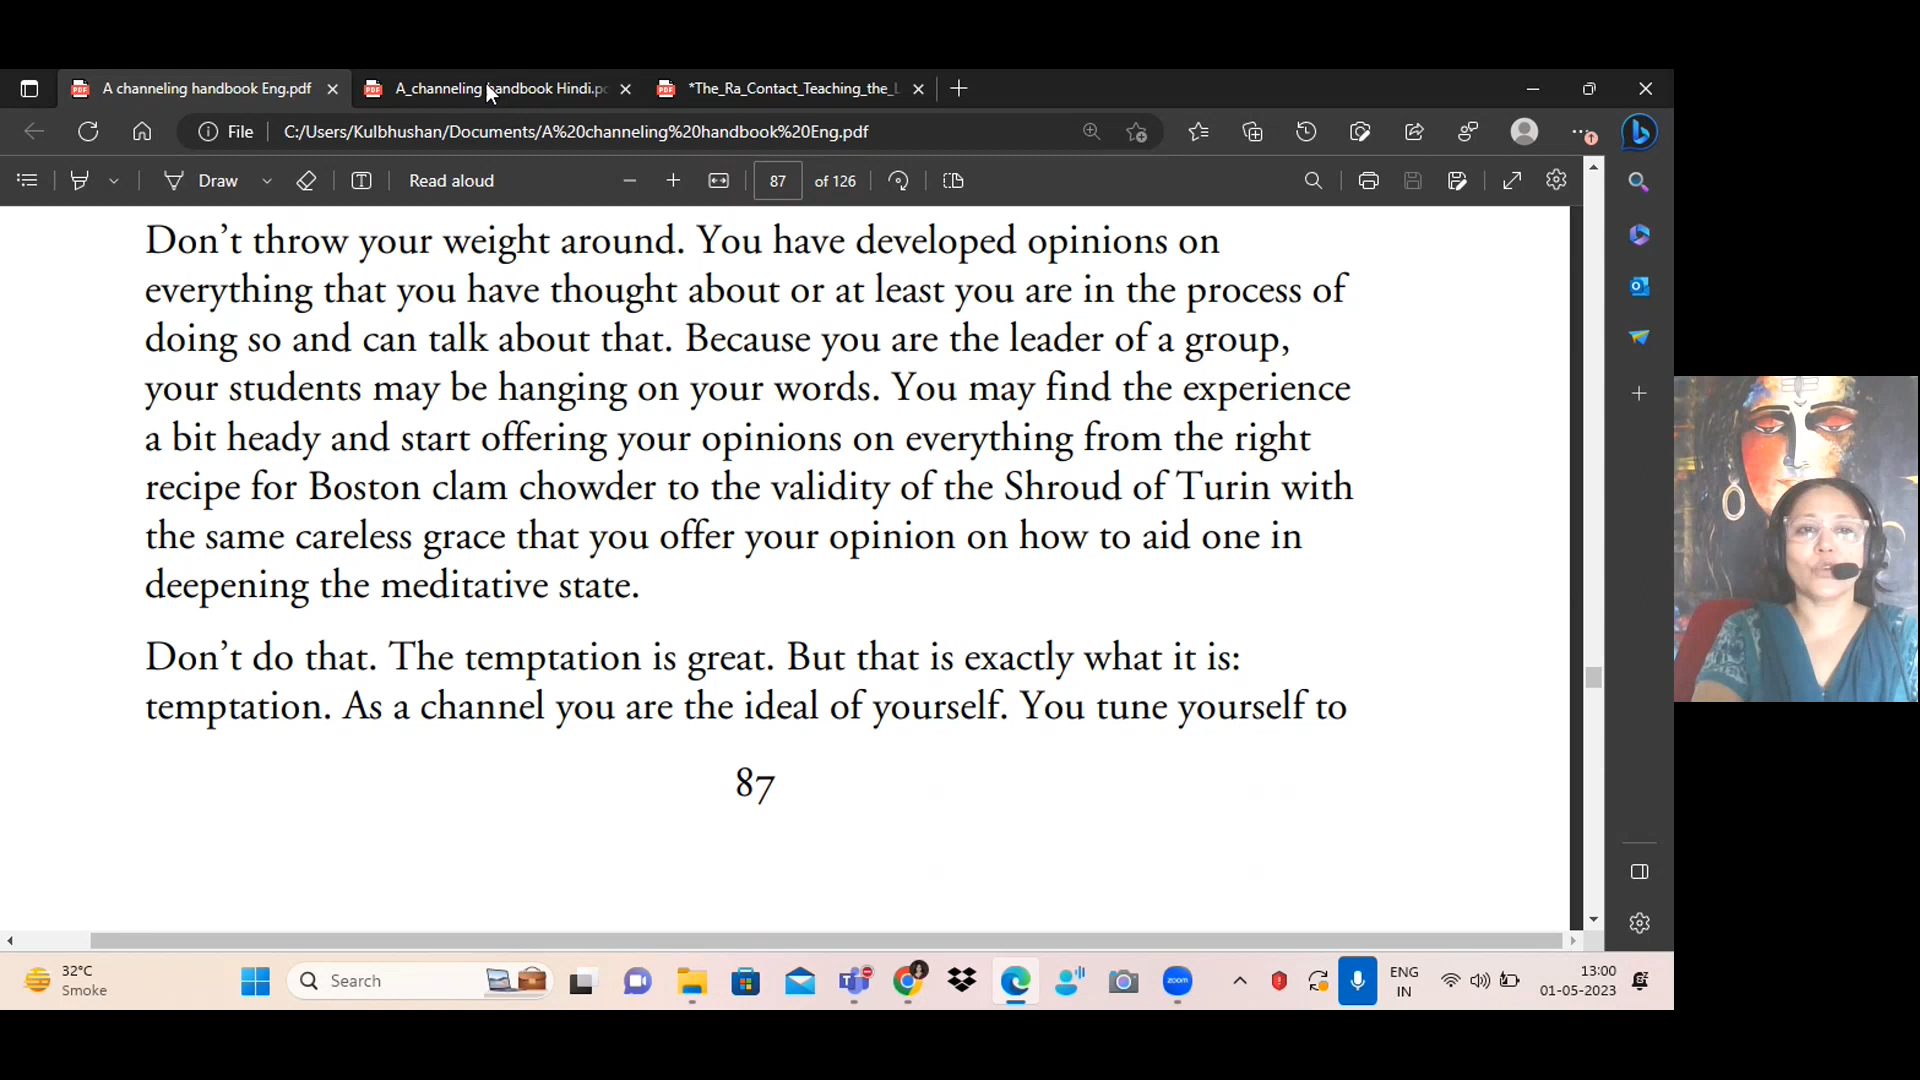 A channeling handbook Eng.pdf
A_channeling handbook Hindi.p
*The_Ra_Contact_Teaching_the_L
File
C:/Users/Kulbhushan/Documents/A%20channeling%20handbook%20Eng.pdf
Draw
Read aloud
87
of 126
Don't throw your weight around. You have developed opinions on
everything that you have thought about or at least you are in the process of
doing so and can talk about that. Because you are the leader of a group,
your students may be hanging on your words. You may find the experience
a bit heady and start offering your opinions on everything from the right
recipe for Boston clam chowder to the validity of the Shroud of Turin with
the same careless grace that you offer your opinion on how to aid one in
deepening the meditative state.
Don't do that. The temptation is great. But that is exactly what it is:
temptation. As a channel you are the ideal of yourself. You tune yourself to
87
32°C
Smoke
Search
zoom
ENG
IN
13:00
01-05-2023